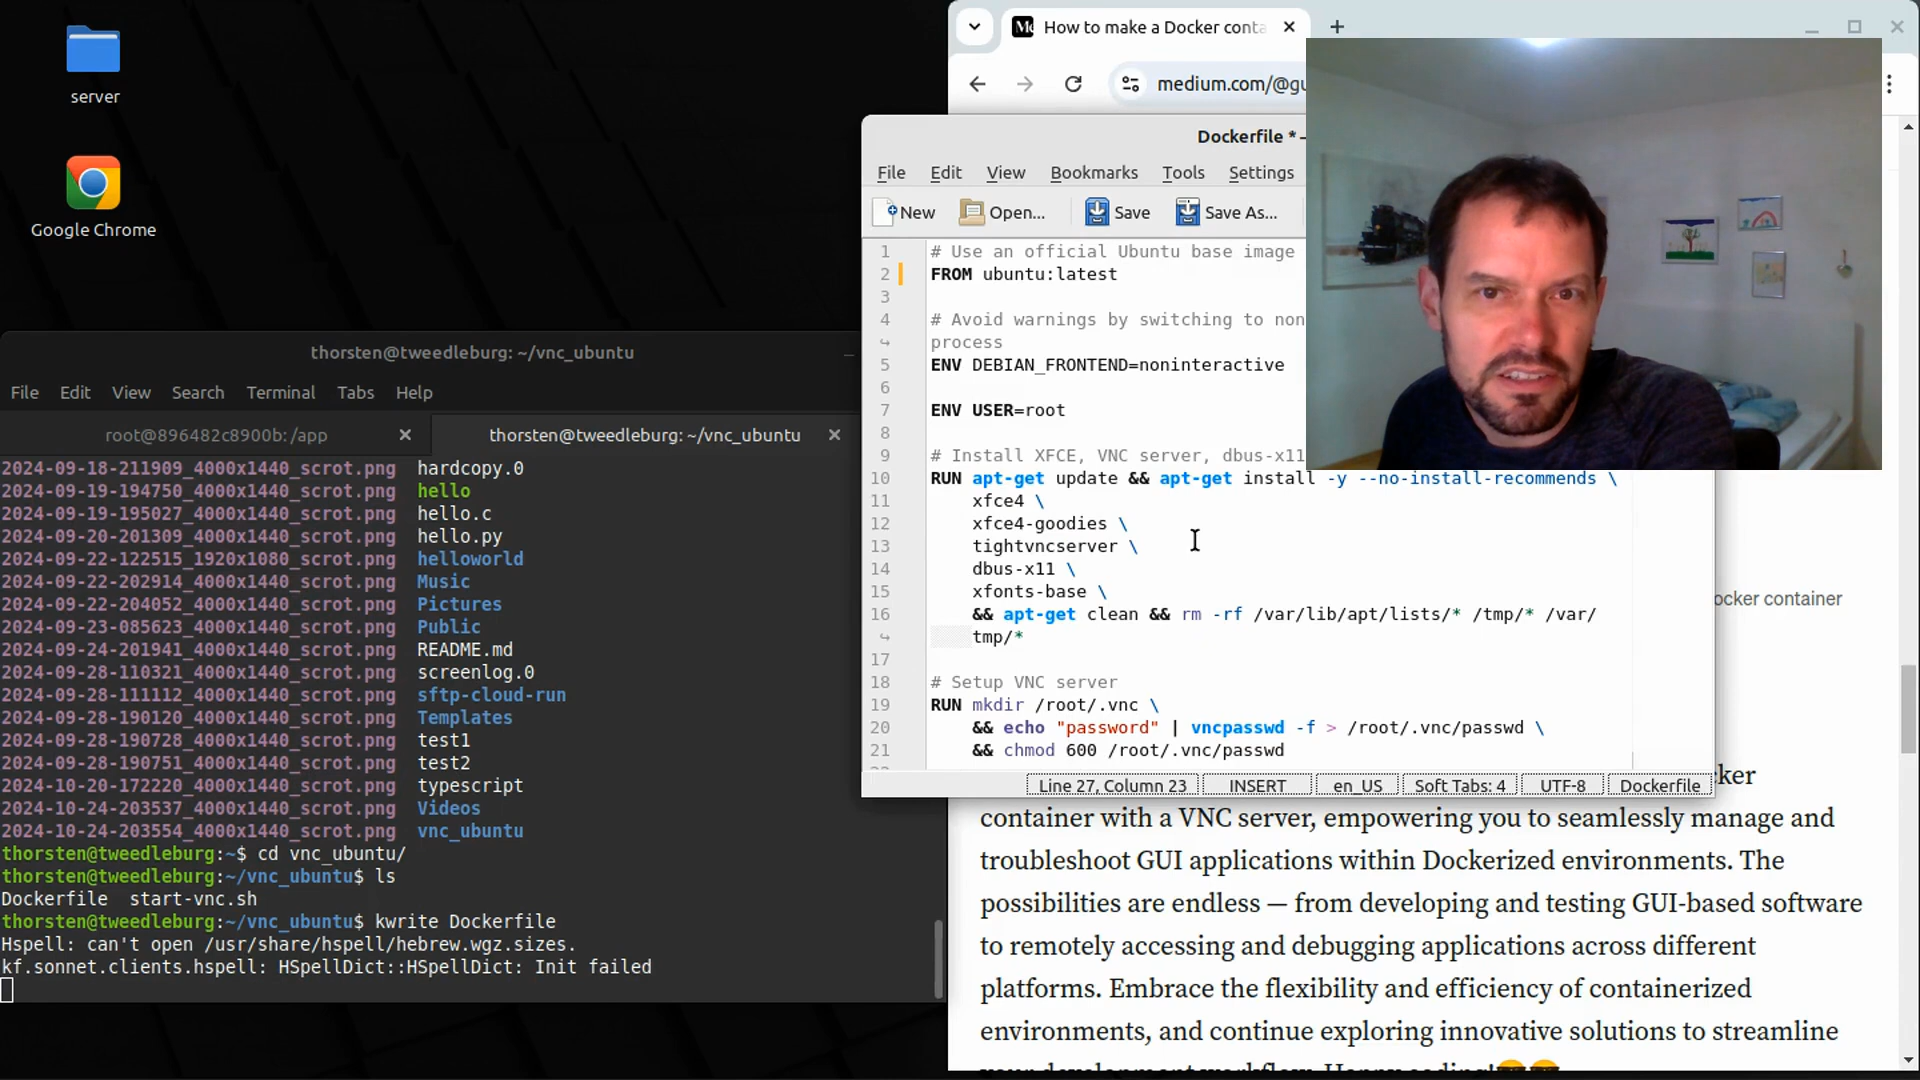 server
Google Chrome
How to make a Docker conta
medium.com/@gu
Dockerfile * –
File Edit View Bookmarks Tools Settings
New Open... Save Save As...
1 # Use an official Ubuntu base image
2 FROM ubuntu:latest
3
4 # Avoid warnings by switching to non
process
5 ENV DEBIAN_FRONTEND=noninteractive
6
7 ENV USER=root
8
9 # Install XFCE, VNC server, dbus-x11
10 RUN apt-get update && apt-get install -y --no-install-recommends \
11 xfce4 \
12 xfce4-goodies \
13 tightvncserver \
14 dbus-x11 \
15 xfonts-base \
16 && apt-get clean && rm -rf /var/lib/apt/lists/* /tmp/* /var/
tmp/*
17
18 # Setup VNC server
19 RUN mkdir /root/.vnc \
20 && echo "password" | vncpasswd -f > /root/.vnc/passwd \
21 && chmod 600 /root/.vnc/passwd
Line 27, Column 23 INSERT en_US Soft Tabs: 4 UTF-8 Dockerfile
thorsten@tweedleburg: ~/vnc_ubuntu
File Edit View Search Terminal Tabs Help
root@896482c8900b: /app thorsten@tweedleburg: ~/vnc_ubuntu
2024-09-18-211909_4000x1440_scrot.png hardcopy.0
2024-09-19-194750_4000x1440_scrot.png hello
2024-09-19-195027_4000x1440_scrot.png hello.c
2024-09-20-201309_4000x1440_scrot.png hello.py
2024-09-22-122515_1920x1080_scrot.png helloworld
2024-09-22-202914_4000x1440_scrot.png Music
2024-09-22-204052_4000x1440_scrot.png Pictures
2024-09-23-085623_4000x1440_scrot.png Public
2024-09-24-201941_4000x1440_scrot.png README.md
2024-09-28-110321_4000x1440_scrot.png screenlog.0
2024-09-28-111112_4000x1440_scrot.png sftp-cloud-run
2024-09-28-190120_4000x1440_scrot.png Templates
2024-09-28-190728_4000x1440_scrot.png test1
2024-09-28-190751_4000x1440_scrot.png test2
2024-10-20-172220_4000x1440_scrot.png typescript
2024-10-24-203537_4000x1440_scrot.png Videos
2024-10-24-203554_4000x1440_scrot.png vnc_ubuntu
thorsten@tweedleburg:~$ cd vnc_ubuntu/
thorsten@tweedleburg:~/vnc_ubuntu$ ls
Dockerfile start-vnc.sh
thorsten@tweedleburg:~/vnc_ubuntu$ kwrite Dockerfile
Hspell: can't open /usr/share/hspell/hebrew.wgz.sizes.
kf.sonnet.clients.hspell: HSpellDict::HSpellDict: Init failed
ocker container
cker
container with a VNC server, empowering you to seamlessly manage and
troubleshoot GUI applications within Dockerized environments. The
possibilities are endless — from developing and testing GUI-based software
to remotely accessing and debugging applications across different
platforms. Embrace the flexibility and efficiency of containerized
environments, and continue exploring innovative solutions to streamline
your development workflow. Happy coding!